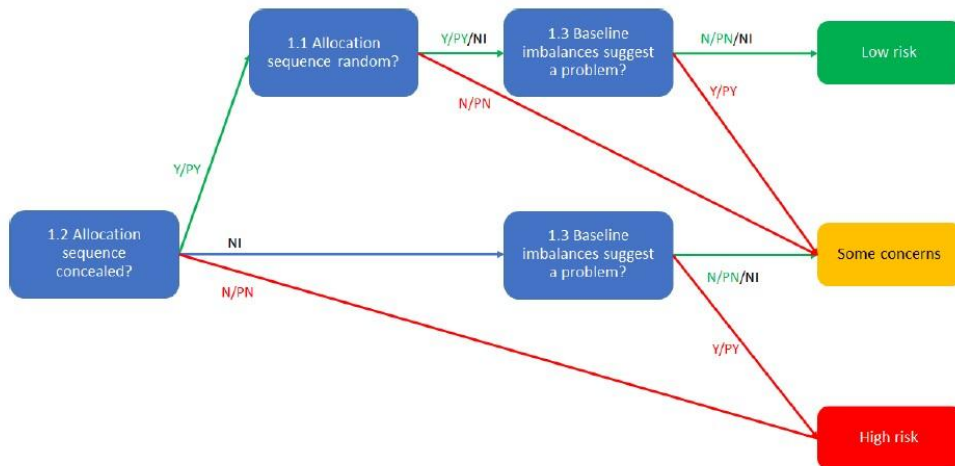 1.1 Allocation
sequence random?
Y/PY/NI
1.3 Baseline
imbalances suggest
a problem?
N/PN/NI
Low risk
N/PN
Y/PY
Y/PY
1.2 Allocation
sequence
concealed?
NI
1.3 Baseline
imbalances suggest
a problem?
N/PN/NI
Some concerns
N/PN
Y/PY
High risk